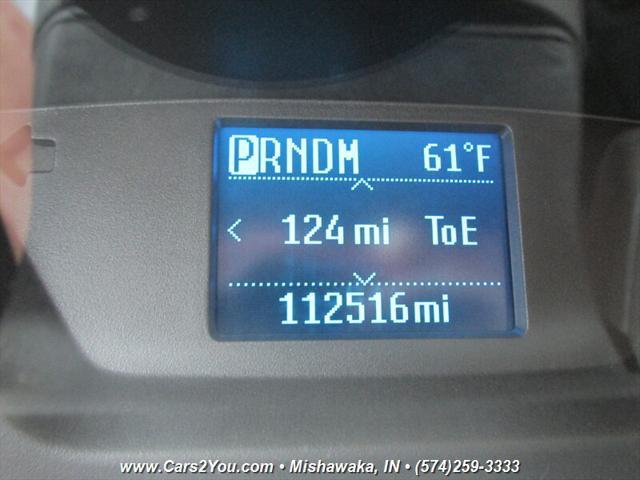 PRNDM 61°F
124 mi ToE
112516mi
www.Cars2You.com • Mishawaka, IN • (574)259-3333